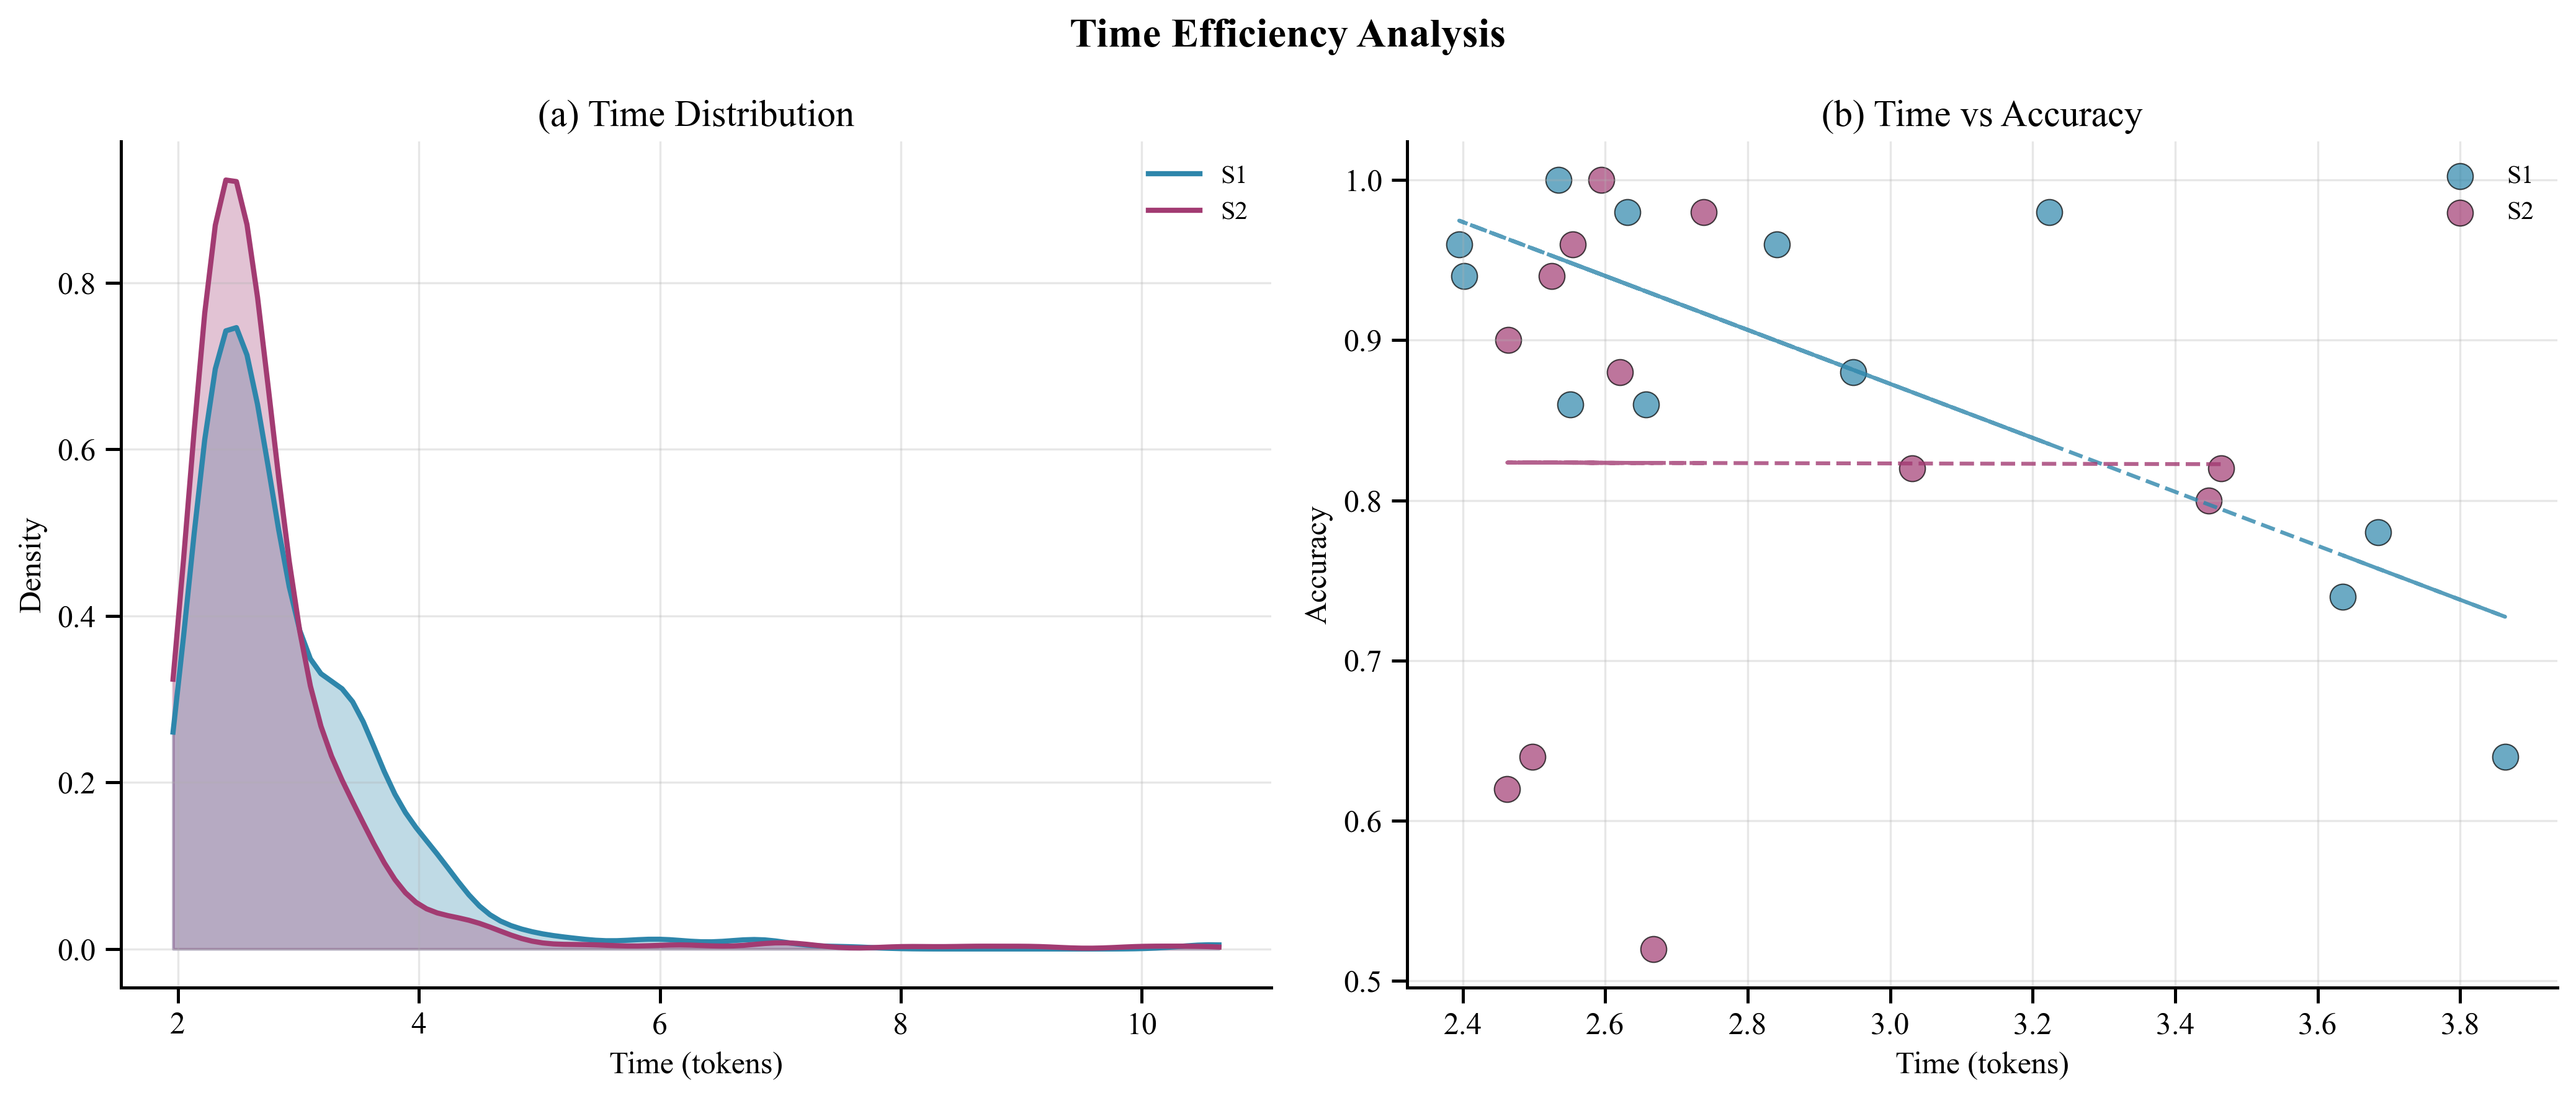 Time Efficiency Analysis
(a) Time Distribution
S1
S2
0.8
0.6
0.4
0.2
0.0
Density
2 4 6 8 10
Time (tokens)
(b) Time vs Accuracy
S1
S2
1.0
0.9
0.8
0.7
0.6
0.5
Accuracy
2.4 2.6 2.8 3.0 3.2 3.4 3.6 3.8
Time (tokens)